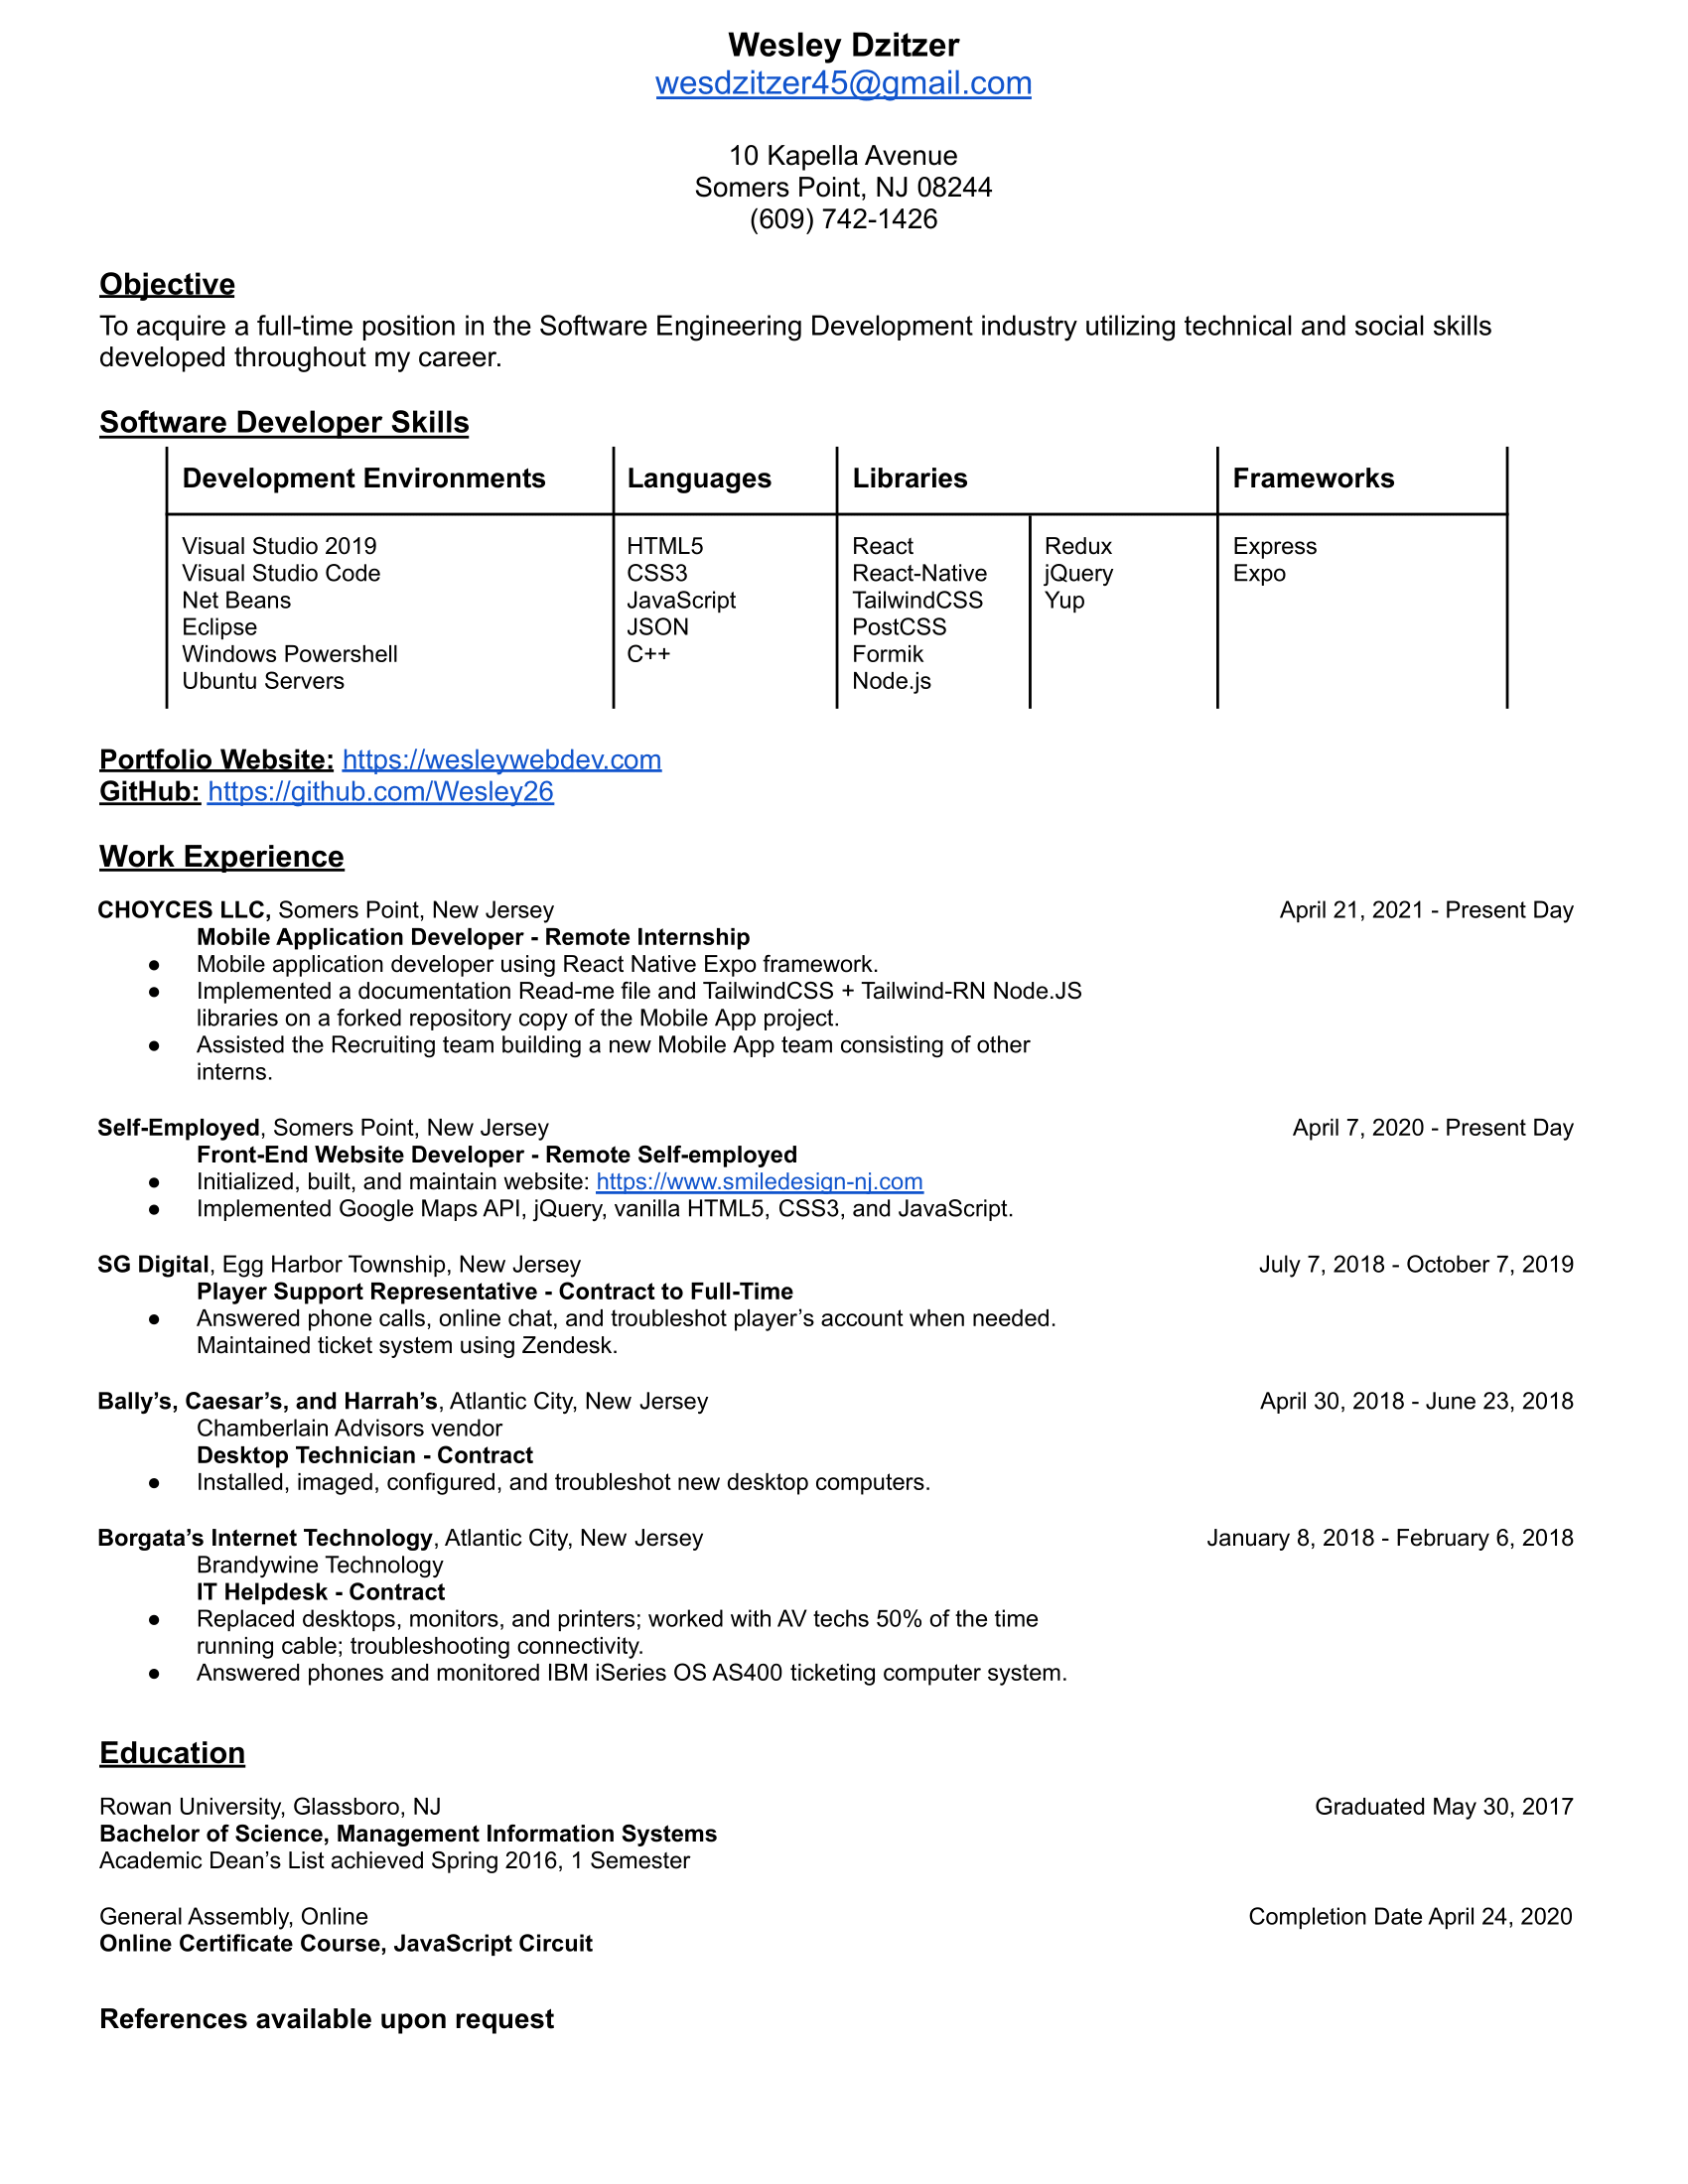 Wesley Dzitzer
wesdzitzer45@gmail.com
10 Kapella Avenue
Somers Point, NJ 08244
(609) 742-1426
Objective
To acquire a full-time position in the Software Engineering Development industry utilizing technical and social skills
developed throughout my career.
Software Developer Skills
Development Environments Languages Libraries Frameworks
Visual Studio 2019 HTML5 React Redux Express
Visual Studio Code CSS3 React-Native jQuery Expo
Net Beans JavaScript TailwindCSS Yup
Eclipse JSON PostCSS
Windows Powershell C++ Formik
Ubuntu Servers Node.js
Portfolio Website: https://wesleywebdev.com
GitHub: https://github.com/Wesley26
Work Experience
CHOYCES LLC, Somers Point, New Jersey April 21, 2021 - Present Day
Mobile Application Developer - Remote Internship
● Mobile application developer using React Native Expo framework.
● Implemented a documentation Read-me file and TailwindCSS + Tailwind-RN Node.JS
libraries on a forked repository copy of the Mobile App project.
● Assisted the Recruiting team building a new Mobile App team consisting of other
interns.
Self-Employed, Somers Point, New Jersey April 7, 2020 - Present Day
Front-End Website Developer - Remote Self-employed
● Initialized, built, and maintain website: https://www.smiledesign-nj.com
● Implemented Google Maps API, jQuery, vanilla HTML5, CSS3, and JavaScript.
SG Digital, Egg Harbor Township, New Jersey July 7, 2018 - October 7, 2019
Player Support Representative - Contract to Full-Time
● Answered phone calls, online chat, and troubleshot player’s account when needed.
Maintained ticket system using Zendesk.
Bally’s, Caesar’s, and Harrah’s, Atlantic City, New Jersey April 30, 2018 - June 23, 2018
Chamberlain Advisors vendor
Desktop Technician - Contract
● Installed, imaged, configured, and troubleshot new desktop computers.
Borgata’s Internet Technology, Atlantic City, New Jersey January 8, 2018 - February 6, 2018
Brandywine Technology
IT Helpdesk - Contract
● Replaced desktops, monitors, and printers; worked with AV techs 50% of the time
running cable; troubleshooting connectivity.
● Answered phones and monitored IBM iSeries OS AS400 ticketing computer system.
Education
Rowan University, Glassboro, NJ Graduated May 30, 2017
Bachelor of Science, Management Information Systems
Academic Dean’s List achieved Spring 2016, 1 Semester
General Assembly, Online Completion Date April 24, 2020
Online Certificate Course, JavaScript Circuit
References available upon request